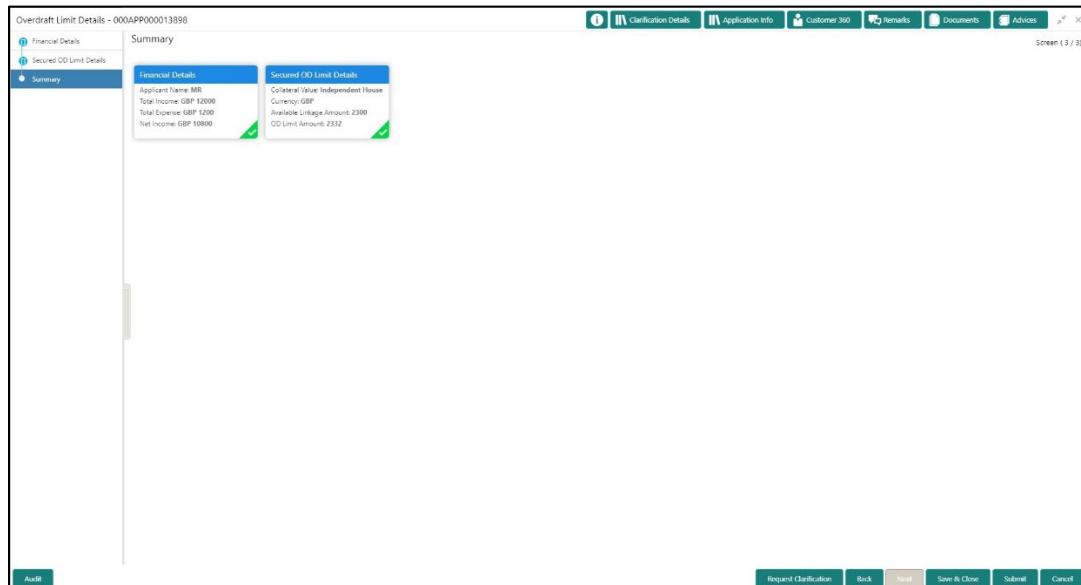 Overdraft Limit Details - 000APP000013898
Clarification Details
Application Info
Customer 360
Remarks
Documents
Advices
Financial Details
Secured OD Limit Details
Summary
Summary
Screen ( 3 / 3)
Financial Details
Applicant Name: MR
Total Income: GBP 12000
Total Expense: GBP 1200
Net Income: GBP 10800
Secured OD Limit Details
Collateral Value: Independent House
Currency: GBP
Available Linkage Amount: 2300
OD Limit Amount: 2332
Audit
Request Clarification
Back
Next
Save & Close
Submit
Cancel